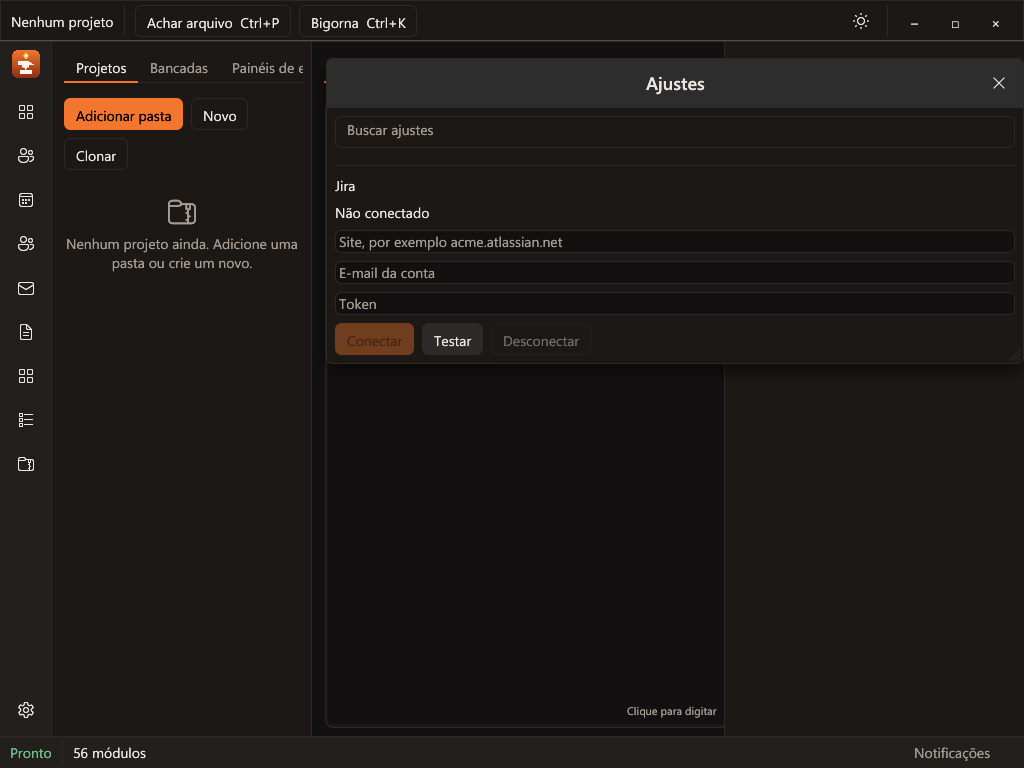 Nenhum projeto
Achar arquivo Ctrl+P
Bigorna Ctrl+K
Projetos
Bancadas
Painéis de e
Adicionar pasta
Novo
Clonar
Nenhum projeto ainda. Adicione uma
pasta ou crie um novo.
Ajustes
Buscar ajustes
Jira
Não conectado
Site, por exemplo acme.atlassian.net
E-mail da conta
Token
Conectar
Testar
Desconectar
Clique para digitar
Pronto
56 módulos
Notificações